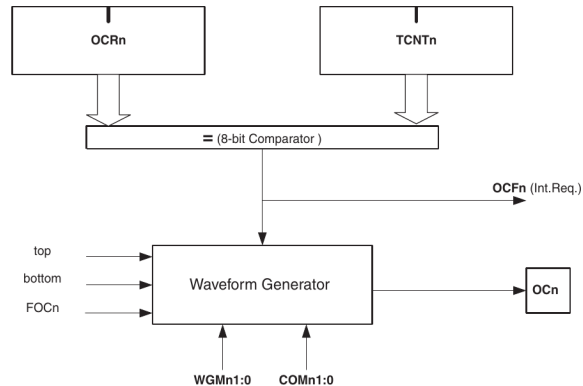 OCRn
TCNTn
= (8-bit Comparator )
OCFn (Int.Req.)
top
bottom
FOCn
Waveform Generator
OCn
WGMn1:0
COMn1:0